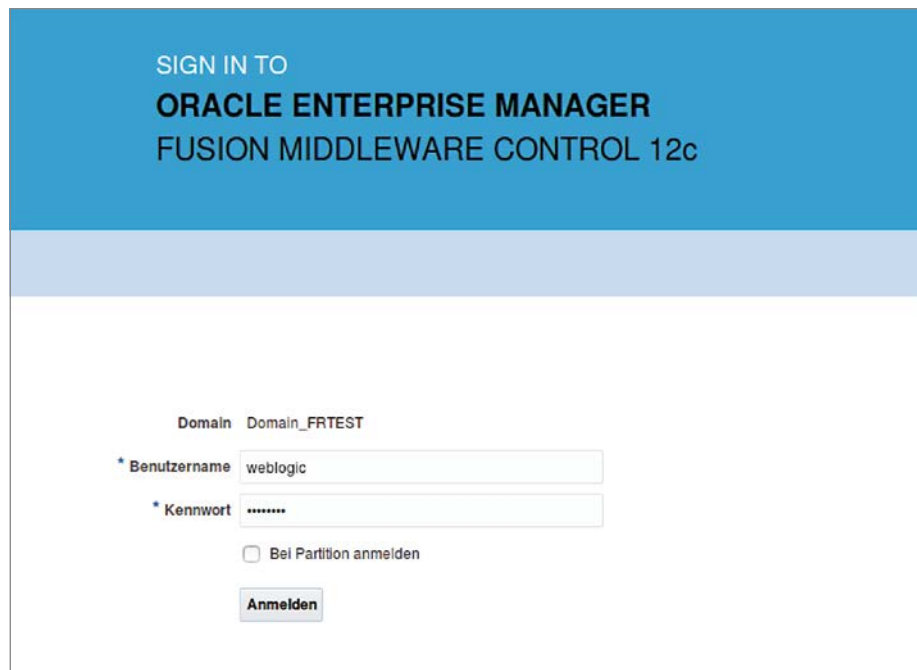 SIGN IN TO
ORACLE ENTERPRISE MANAGER
FUSION MIDDLEWARE CONTROL 12c
Domain Domain_FRTEST
* Benutzername weblogic
* Kennwort ••••••••
Bei Partition anmelden
Anmelden